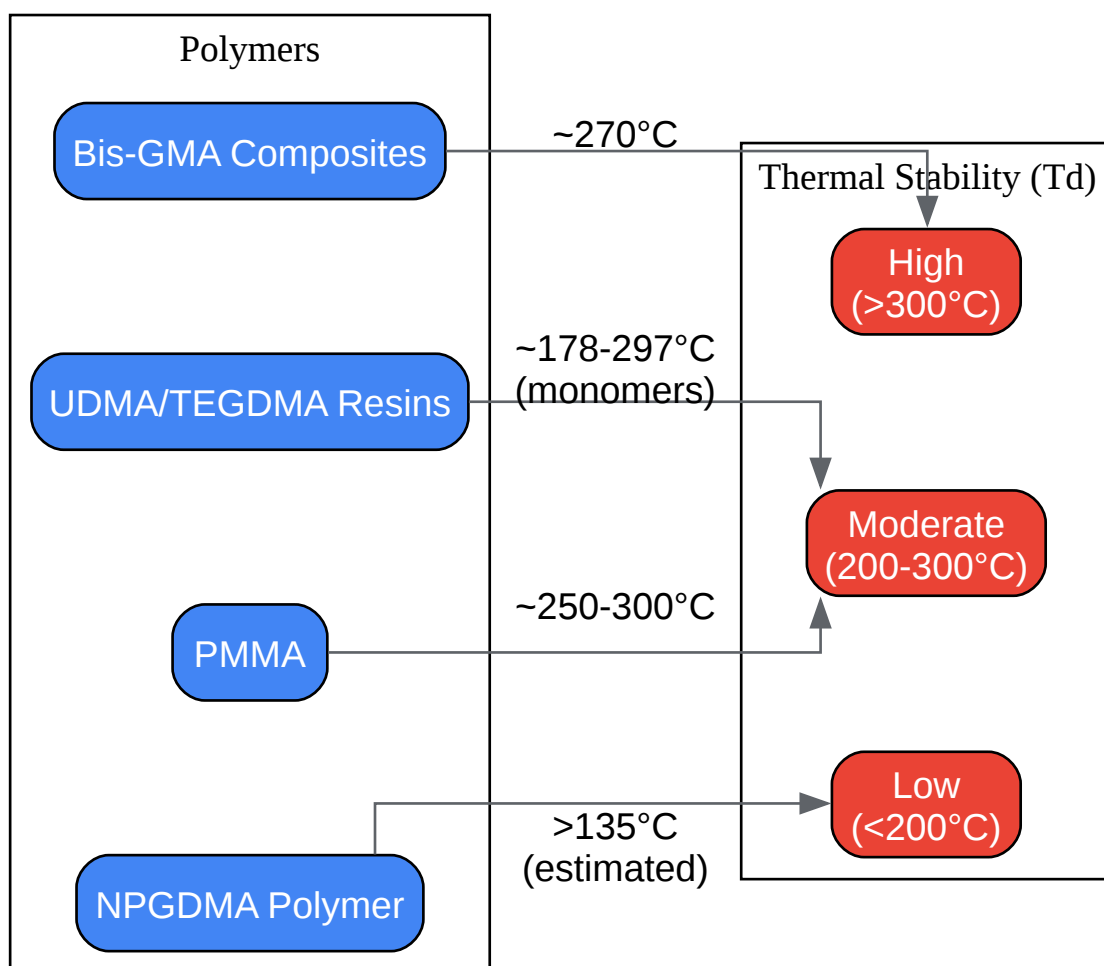 Polymers
Bis-GMA Composites
~270°C
Thermal Stability (Td)
High
(>300°C)
UDMA/TEGDMA Resins
~178-297°C
(monomers)
Moderate
(200-300°C)
PMMA
~250-300°C
Low
(<200°C)
NPGDMA Polymer
>135°C
(estimated)